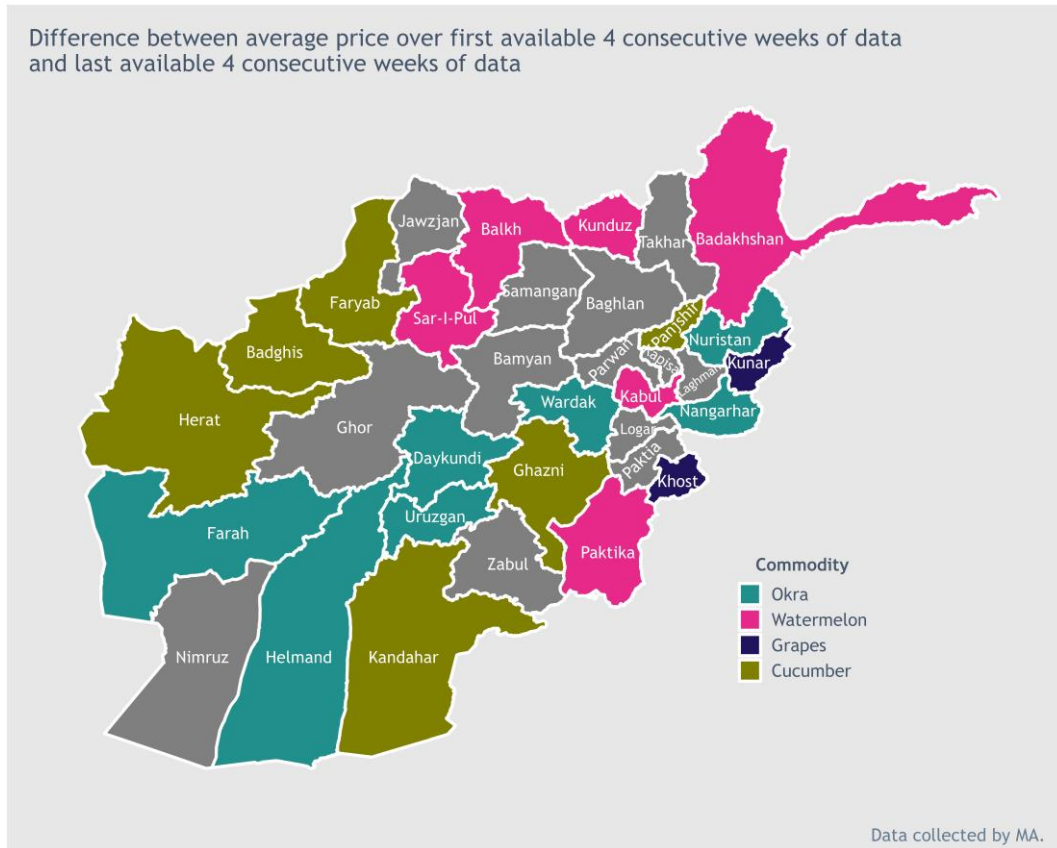 Difference between average price over first available 4 consecutive weeks of data
and last available 4 consecutive weeks of data
Jawzjan
Balkh
Kunduz
Takhar
Badakhshan
Faryab
Sar-I-Pul
Samangan
Baghlan
Badghis
Panjshir
Nuristan
Bamyan
Parwan
Kapisa
Laghman
Kunar
Herat
Ghor
Wardak
Kabul
Nangarhar
Logar
Daykundi
Ghazni
Paktia
Khost
Farah
Uruzgan
Zabul
Paktika
Nimruz
Helmand
Kandahar
Commodity
Okra
Watermelon
Grapes
Cucumber
Data collected by MA.